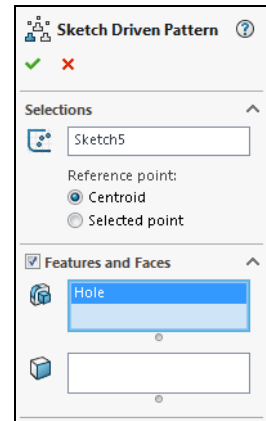 Sketch Driven Pattern ?
Selections
Sketch5
Reference point:
Centroid
Selected point
Features and Faces
Hole